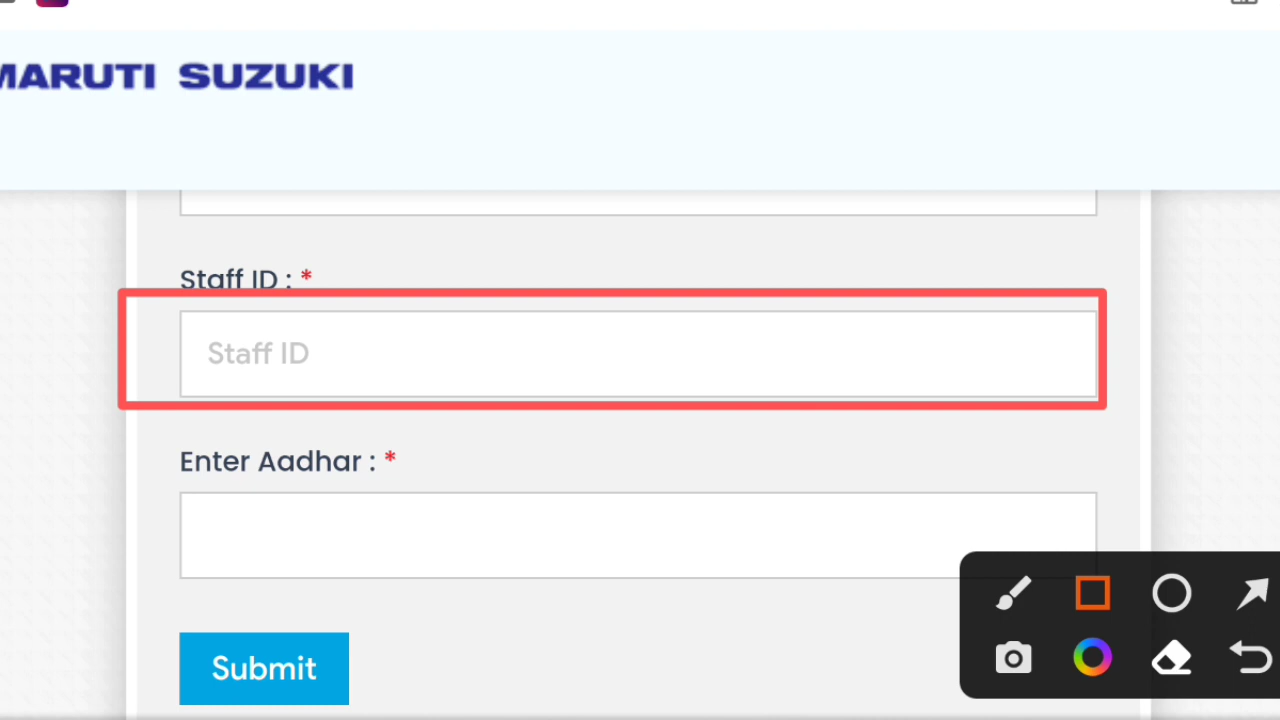 MARUTI SUZUKI
Staff ID : *
Staff ID
Enter Aadhar : *
Submit